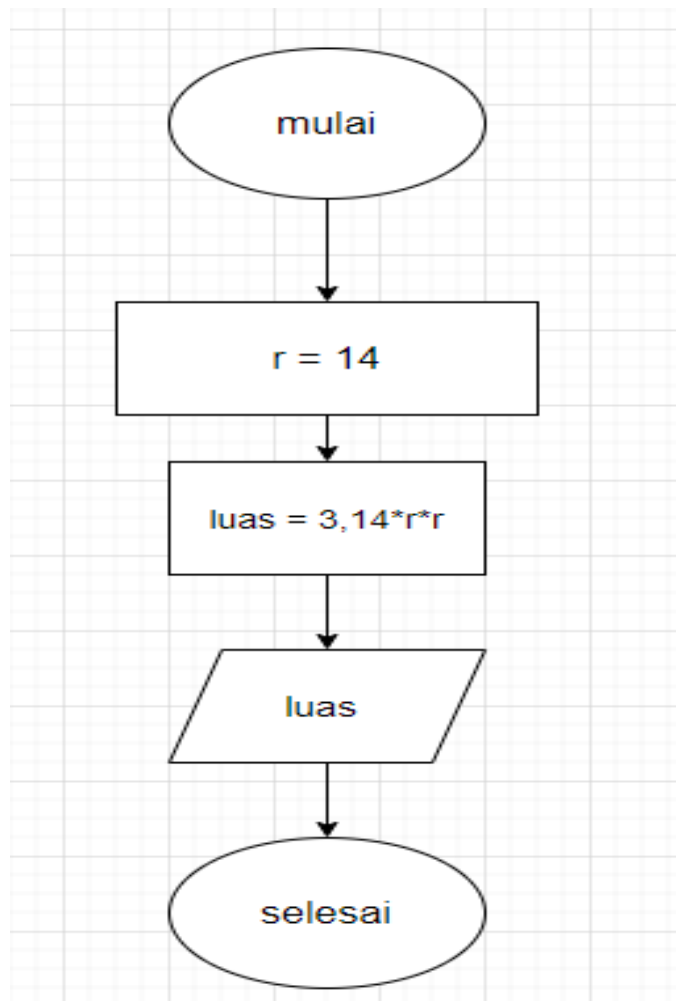 mulai
r = 14
luas = 3,14*r*r
luas
selesai